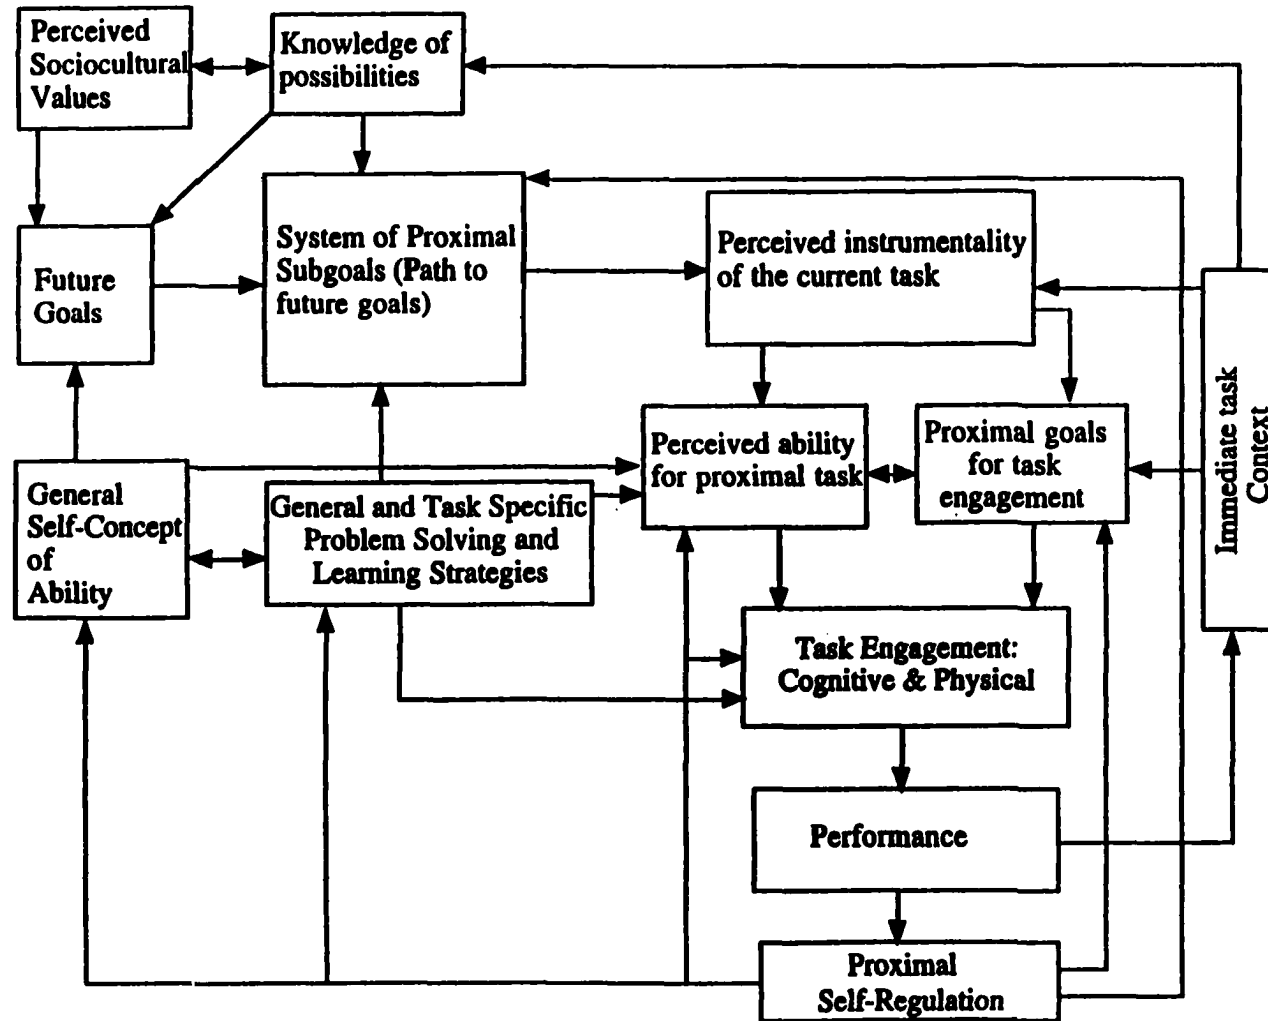 Perceived
Sociocultural
Values
Knowledge of
possibilities
Future
Goals
System of Proximal
Subgoals (Path to
future goals)
Perceived instrumentality
of the current task
General
Self-Concept
of
Ability
General and Task Specific
Problem Solving and
Learning Strategies
Perceived ability
for proximal task
Proximal goals
for task
engagement
Immediate task
Context
Task Engagement:
Cognitive & Physical
Performance
Proximal
Self-Regulation